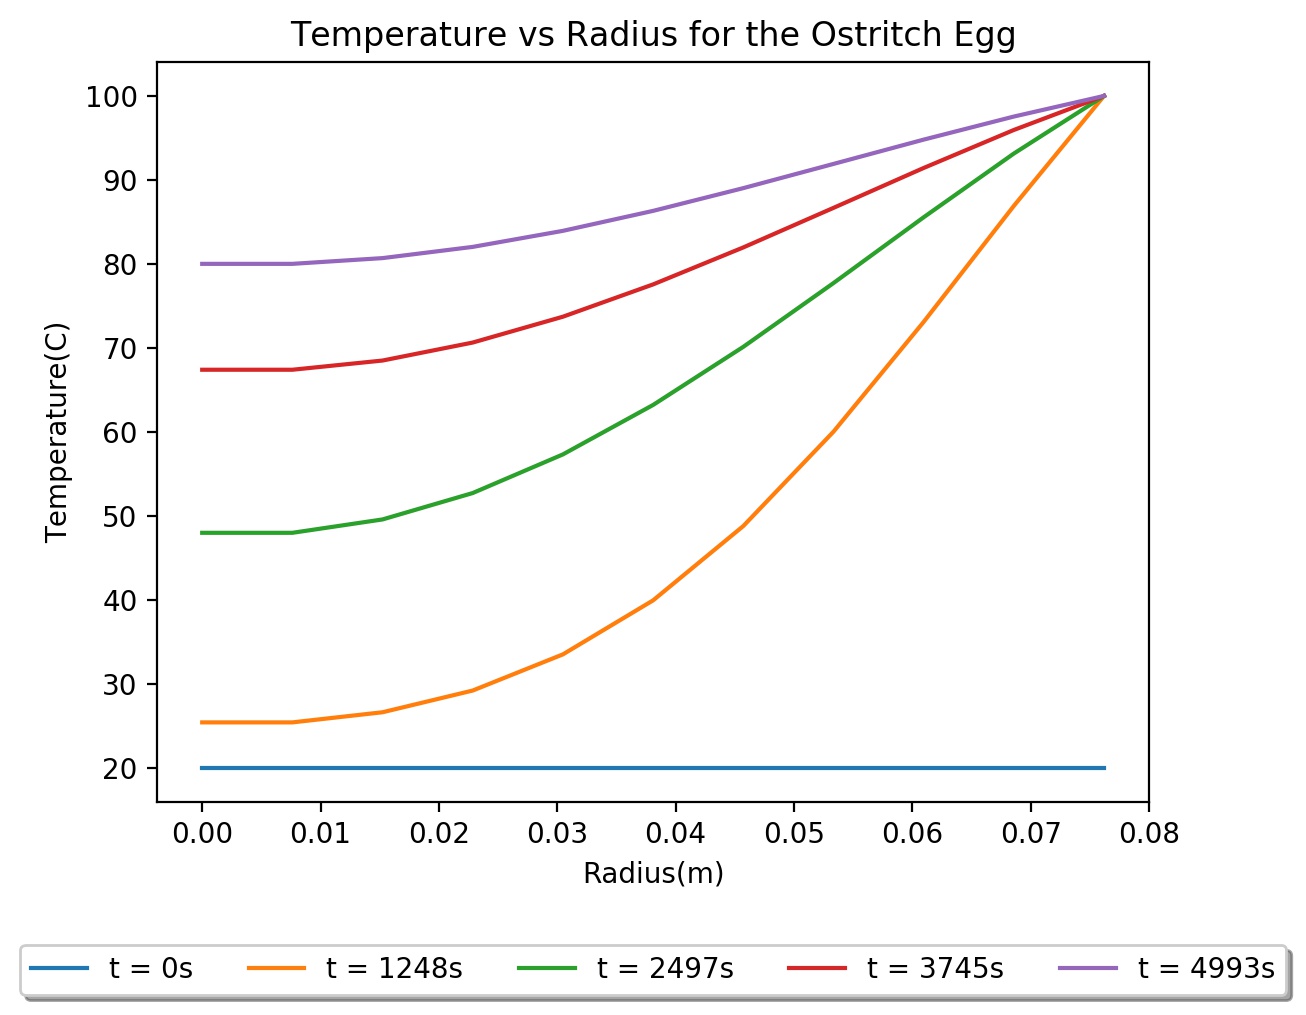 Temperature vs Radius for the Ostritch Egg
100
90
80
70
60
50
40
30
20
Temperature(C)
0.00 0.01 0.02 0.03 0.04 0.05 0.06 0.07 0.08
Radius(m)
t = 0s t = 1248s t = 2497s t = 3745s t = 4993s